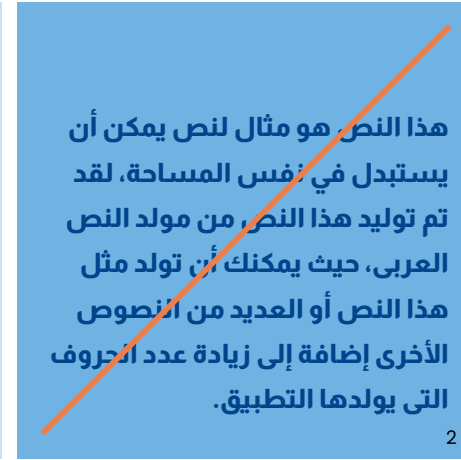 هذا النص هو مثال لنص يمكن أن
يستبدل في نفس المساحة، لقد
تم توليد هذا النص من مولد النص
العربى، حيث يمكنك أن تولد مثل
هذا النص أو العديد من النصوص
الأخرى إضافة إلى زيادة عدد الحروف
التى يولدها التطبيق.
2